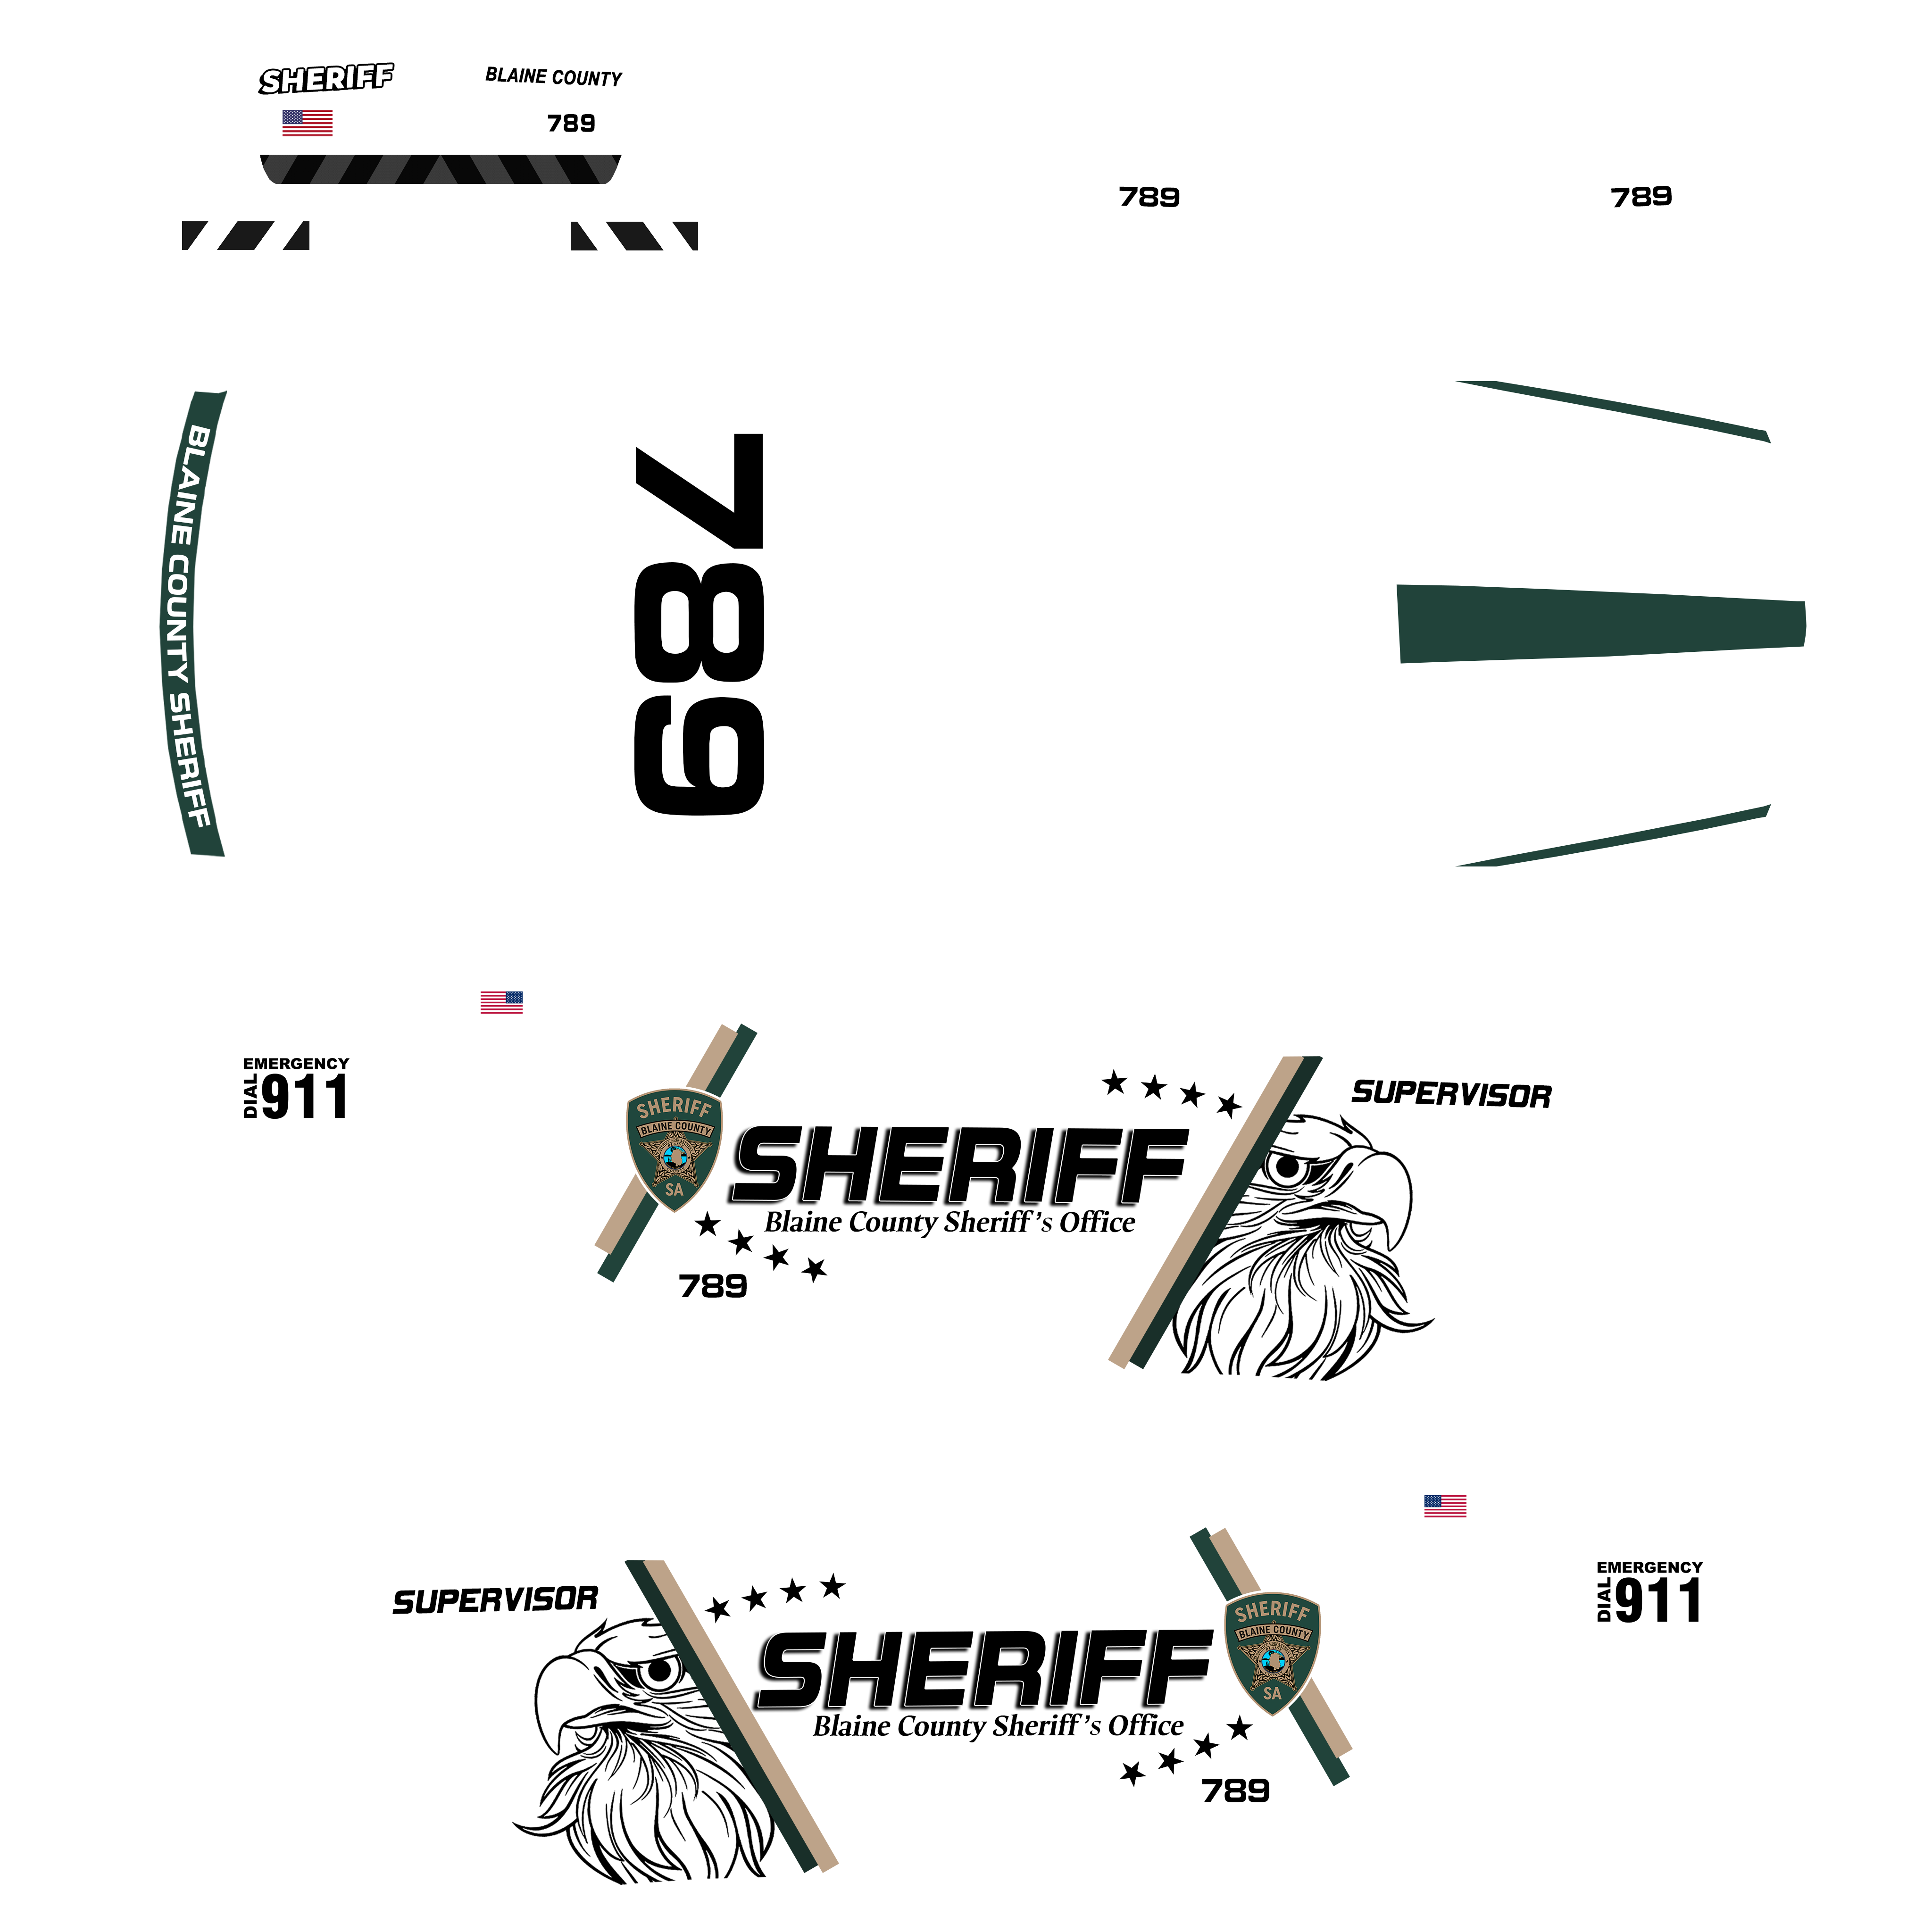 SHERIFF
BLAINE COUNTY
789
789
789
BLAINE COUNTY SHERIFF
789
EMERGENCY
DIAL
911
SHERIFF
BLAINE COUNTY
SA
SHERIFF
Blaine County Sheriff's Office
789
SUPERVISOR
SUPERVISOR
SHERIFF
Blaine County Sheriff's Office
SHERIFF
BLAINE COUNTY
SA
789
EMERGENCY
DIAL
911